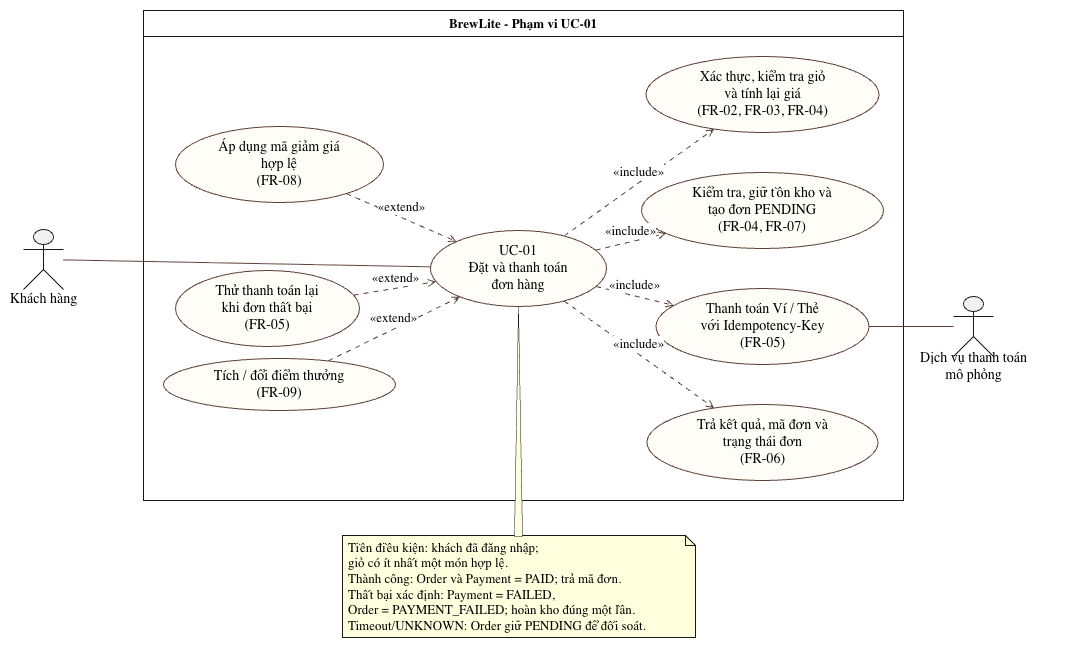 BrewLite - Phạm vi UC-01
Xác thực, kiểm tra giỏ
và tính lại giá
(FR-02, FR-03, FR-04)
Áp dụng mã giảm giá
hợp lệ
(FR-08)
«include»
Kiểm tra, giữ tồn kho và
tạo đơn PENDING
(FR-04, FR-07)
«extend»
«include»
UC-01
Đặt và thanh toán
đơn hàng
Khách hàng
«extend»
Thử thanh toán lại
khi đơn thất bại
(FR-05)
«include»
Thanh toán Ví / Thẻ
với Idempotency-Key
(FR-05)
«extend»
«include»
Dịch vụ thanh toán
mô phỏng
Tích / đổi điểm thưởng
(FR-09)
Trả kết quả, mã đơn và
trạng thái đơn
(FR-06)
Tiên điều kiện: khách đã đăng nhập;
giỏ có ít nhất một món hợp lệ.
Thành công: Order và Payment = PAID; trả mã đơn.
Thất bại xác định: Payment = FAILED,
Order = PAYMENT_FAILED; hoàn kho đúng một lần.
Timeout/UNKNOWN: Order giữ PENDING để đối soát.